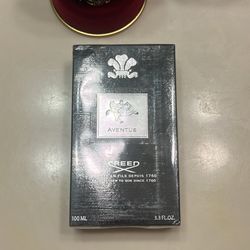 AVENTUS
CREED
DE PÈRE EN FILS DEPUIS 1760
FROM FATHER TO SON SINCE 1760
100 ML 3.3 FL.OZ.